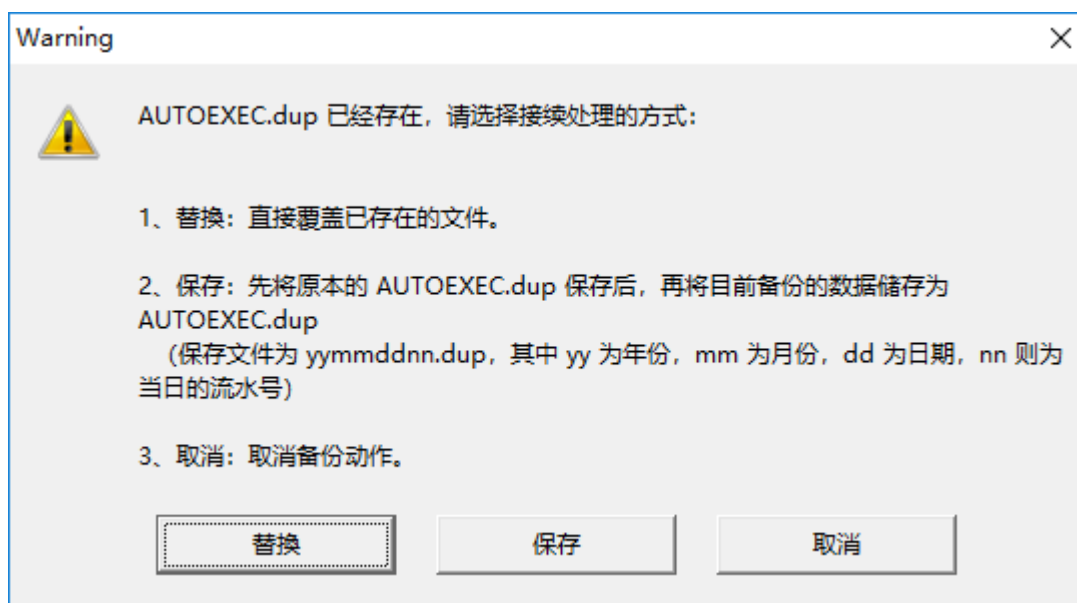 Warning
AUTOEXEC.dup 已经存在，请选择接续处理的方式：
1、替换：直接覆盖已存在的文件。
2、保存：先将原本的 AUTOEXEC.dup 保存后，再将目前备份的数据储存为
AUTOEXEC.dup
（保存文件为 yymmddnn.dup，其中 yy 为年份，mm 为月份，dd 为日期，nn 则为
当日的流水号）
3、取消：取消备份动作。
替换
保存
取消